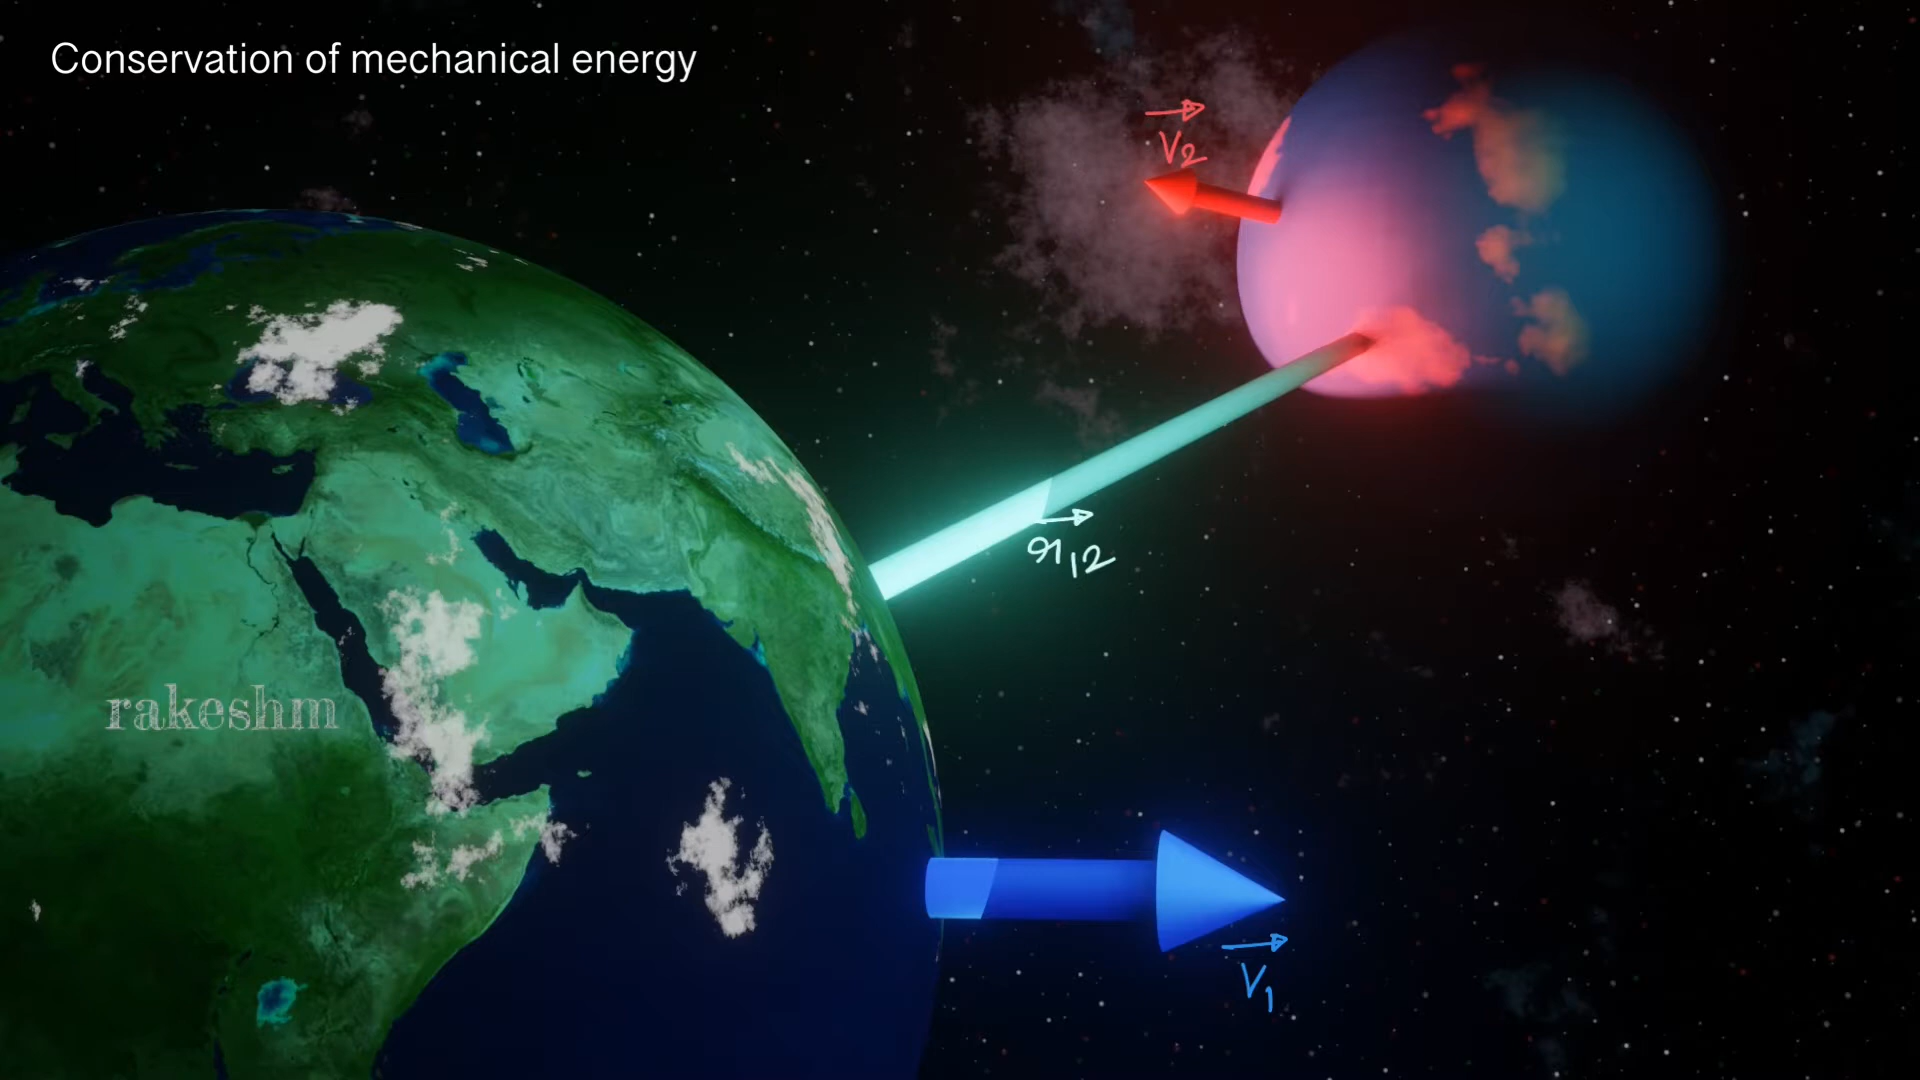 Conservation of mechanical energy
V₂
r₁₂
rakeshm
V₁